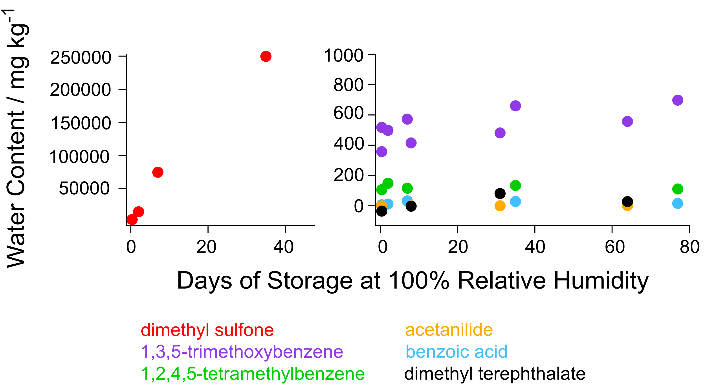 Water Content / mg kg⁻¹
250000
200000
150000
100000
50000
0
20
40
1000
800
600
400
200
0
0
20
40
60
80
Days of Storage at 100% Relative Humidity
dimethyl sulfone
1,3,5-trimethoxybenzene
1,2,4,5-tetramethylbenzene
acetanilide
benzoic acid
dimethyl terephthalate